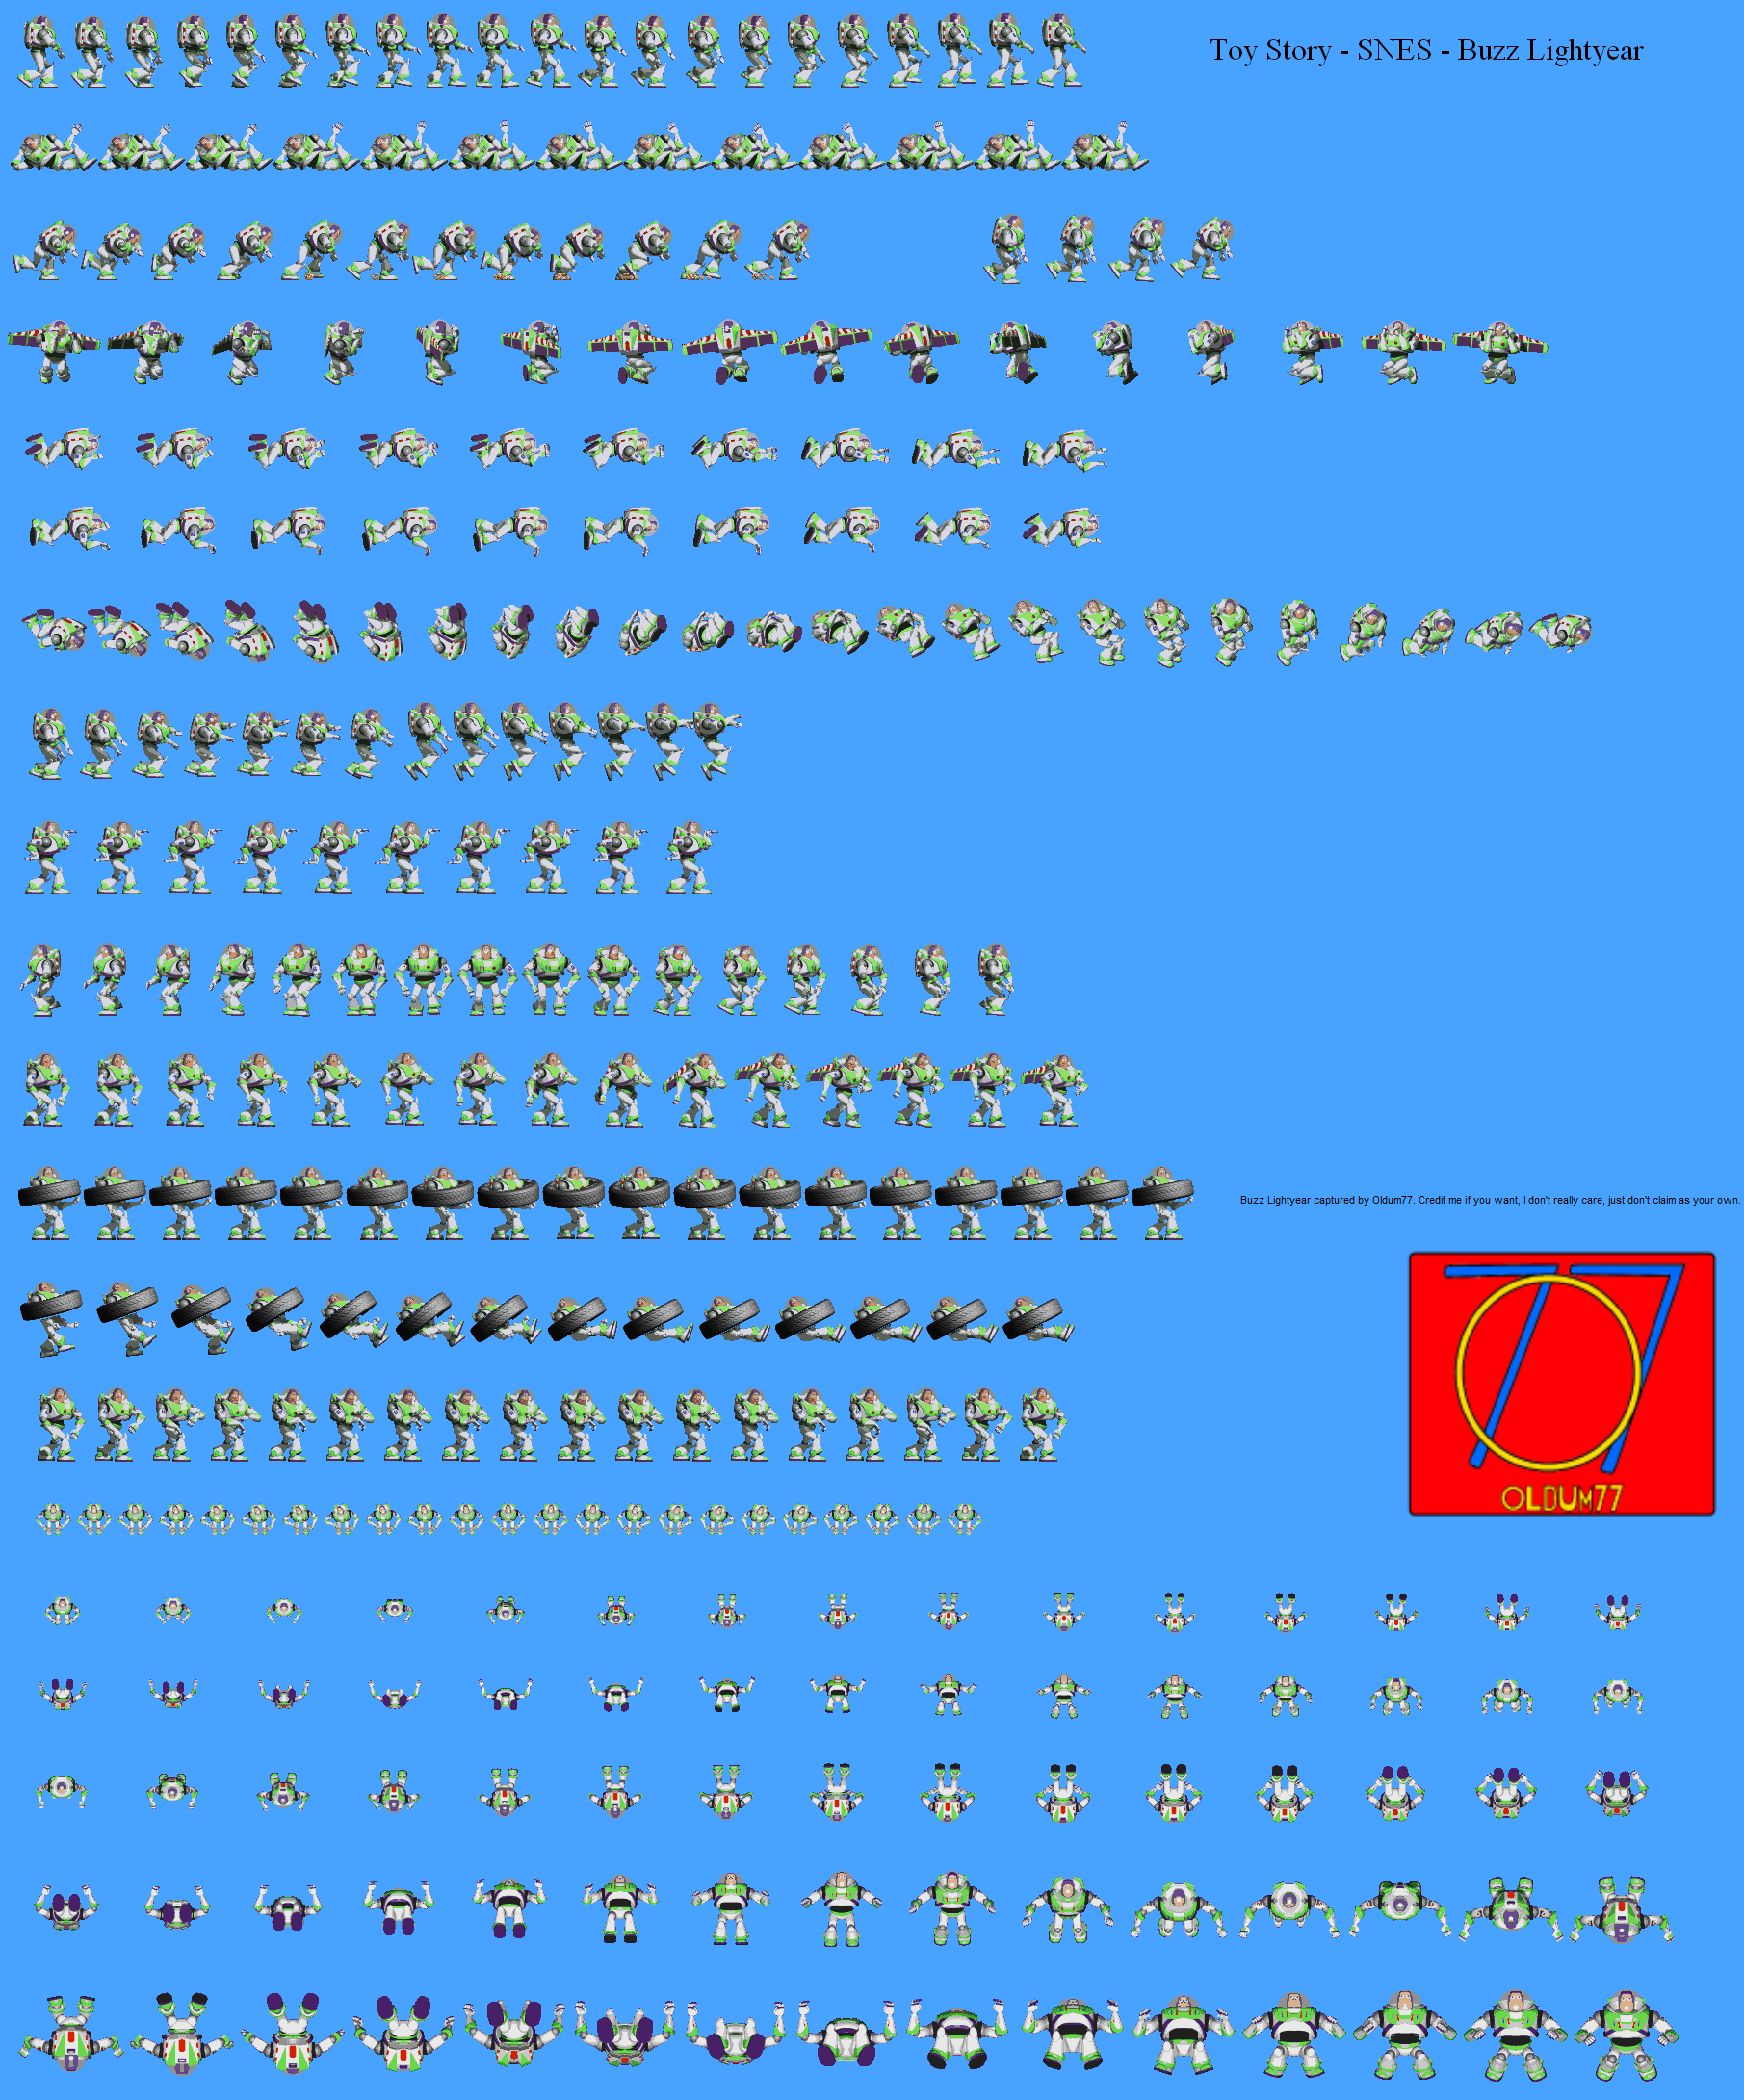 Toy Story - SNES - Buzz Lightyear
Buzz Lightyear captured by Oldum77. Credit me if you want, I don't really care, just don't claim as your own.
77
OLDUM77